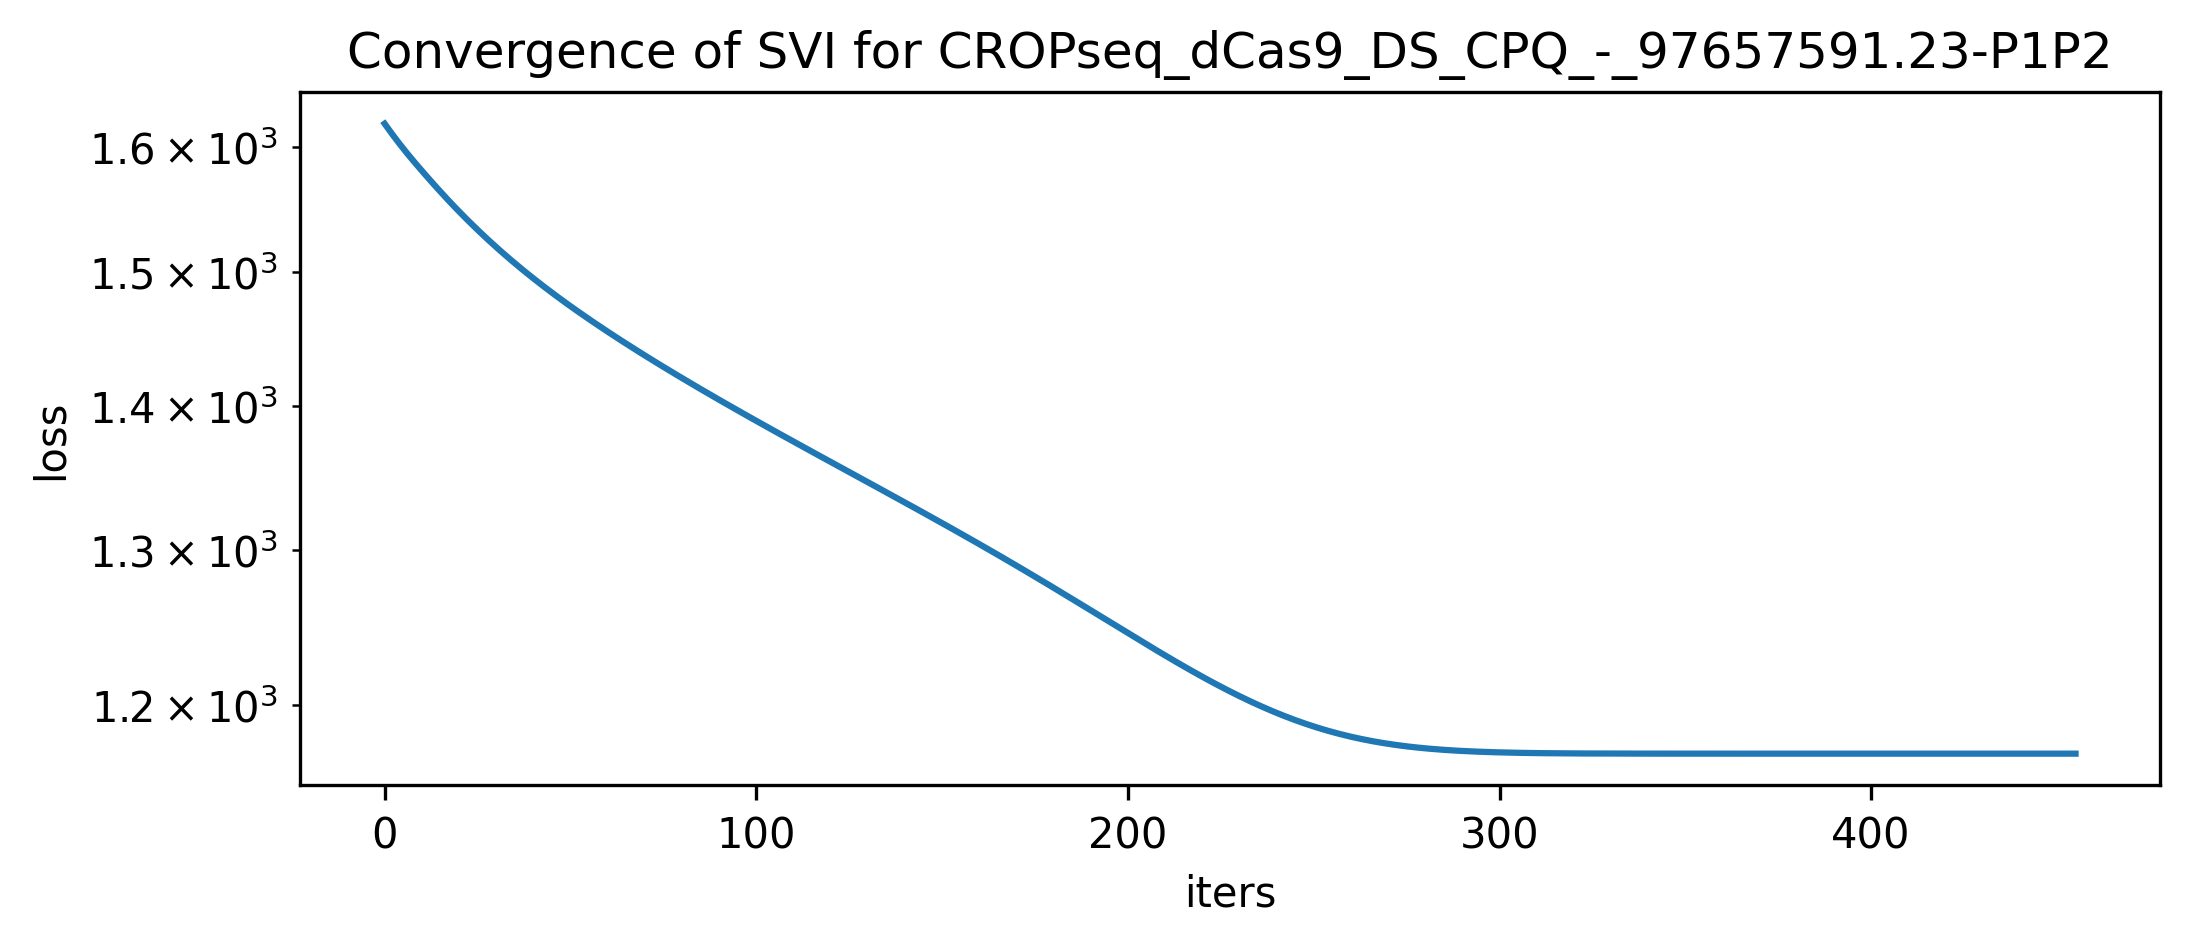 Convergence of SVI for CROPseq_dCas9_DS_CPQ_-_97657591.23-P1P2
1.6 × 10³
1.5 × 10³
1.4 × 10³
1.3 × 10³
1.2 × 10³
loss
0 100 200 300 400
iters